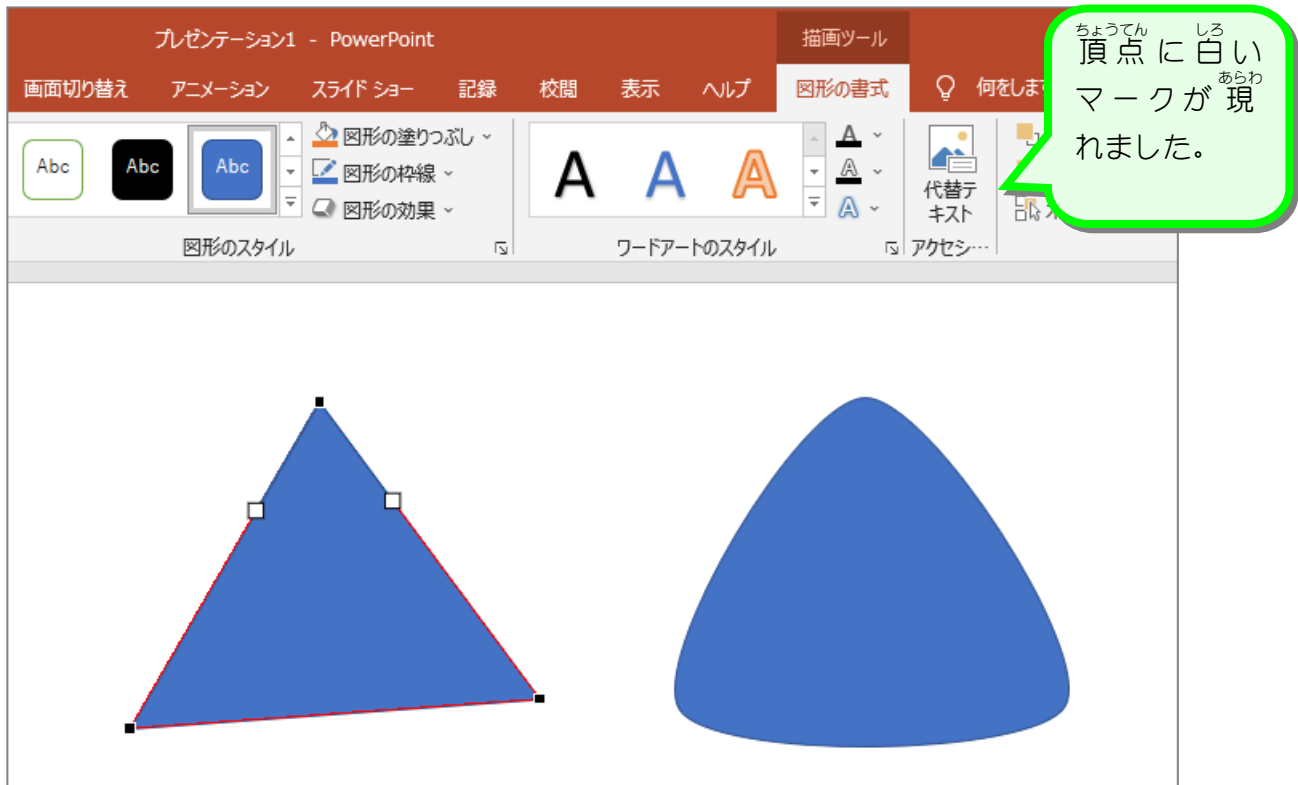 プレゼンテーション1 - PowerPoint
描画ツール
画面切り替え アニメーション スライド ショー 記録 校閲 表示 ヘルプ 図形の書式 何をしま
Abc Abc Abc
図形の塗りつぶし
図形の枠線
図形の効果
図形のスタイル
A A A
A
A
A
ワードアートのスタイル
代替テ
キスト
アクセシ…
ちょうてん しろ
頂点に白い
あらわ
マークが現
れました。